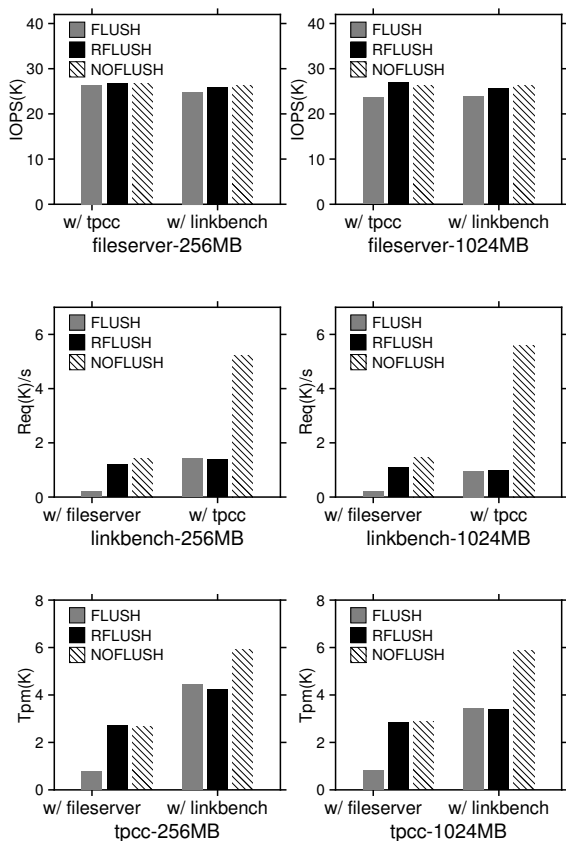 IOPS(K)
40
30
20
10
0
FLUSH
RFLUSH
NOFLUSH
w/ tpcc w/ linkbench
fileserver-256MB
IOPS(K)
40
30
20
10
0
FLUSH
RFLUSH
NOFLUSH
w/ tpcc w/ linkbench
fileserver-1024MB
Req(K)/s
6
4
2
0
FLUSH
RFLUSH
NOFLUSH
w/ fileserver w/ tpcc
linkbench-256MB
Req(K)/s
6
4
2
0
FLUSH
RFLUSH
NOFLUSH
w/ fileserver w/ tpcc
linkbench-1024MB
Tpm(K)
8
6
4
2
0
FLUSH
RFLUSH
NOFLUSH
w/ fileserver w/ linkbench
tpcc-256MB
Tpm(K)
8
6
4
2
0
FLUSH
RFLUSH
NOFLUSH
w/ fileserver w/ linkbench
tpcc-1024MB